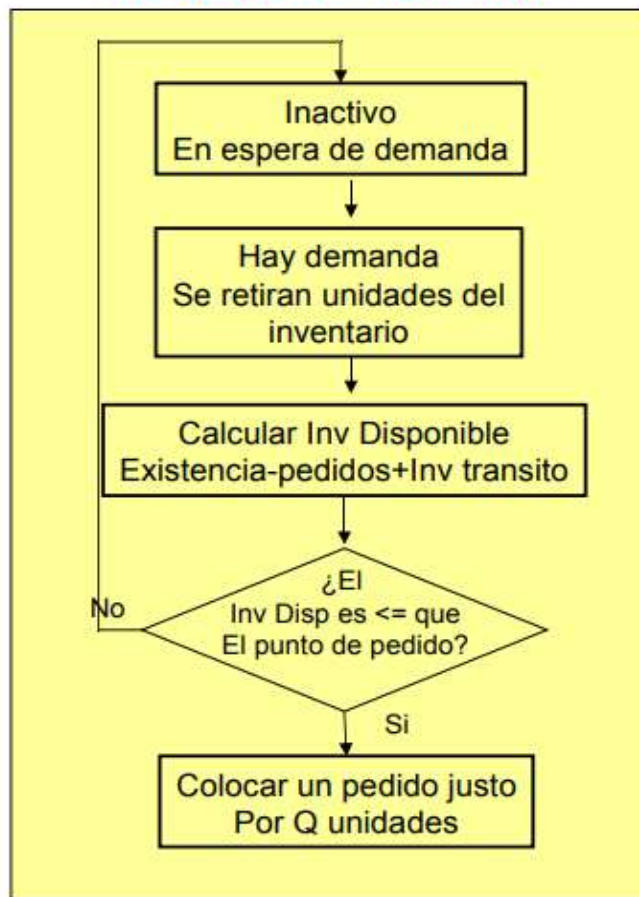 Inactivo
En espera de demanda
Hay demanda
Se retiran unidades del
inventario
Calcular Inv Disponible
Existencia-pedidos+Inv transito
¿El
Inv Disp es <= que
El punto de pedido?
No
Si
Colocar un pedido justo
Por Q unidades